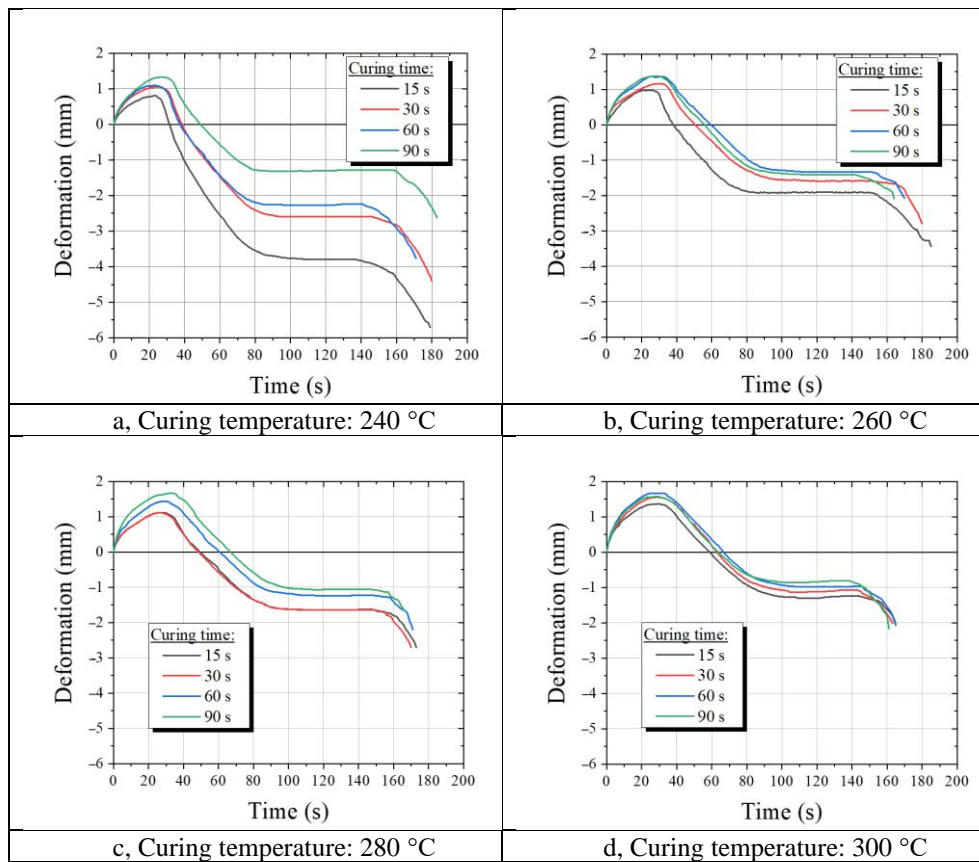 2
1
0
–1
–2
–3
–4
–5
–6
Deformation (mm)
Curing time:
15 s
30 s
60 s
90 s
0 20 40 60 80 100 120 140 160 180 200
Time (s)
a, Curing temperature: 240 °C
2
1
0
–1
–2
–3
–4
–5
–6
Deformation (mm)
Curing time:
15 s
30 s
60 s
90 s
0 20 40 60 80 100 120 140 160 180 200
Time (s)
b, Curing temperature: 260 °C
2
1
0
–1
–2
–3
–4
–5
–6
Deformation (mm)
Curing time:
15 s
30 s
60 s
90 s
0 20 40 60 80 100 120 140 160 180 200
Time (s)
c, Curing temperature: 280 °C
2
1
0
–1
–2
–3
–4
–5
–6
Deformation (mm)
Curing time:
15 s
30 s
60 s
90 s
0 20 40 60 80 100 120 140 160 180 200
Time (s)
d, Curing temperature: 300 °C